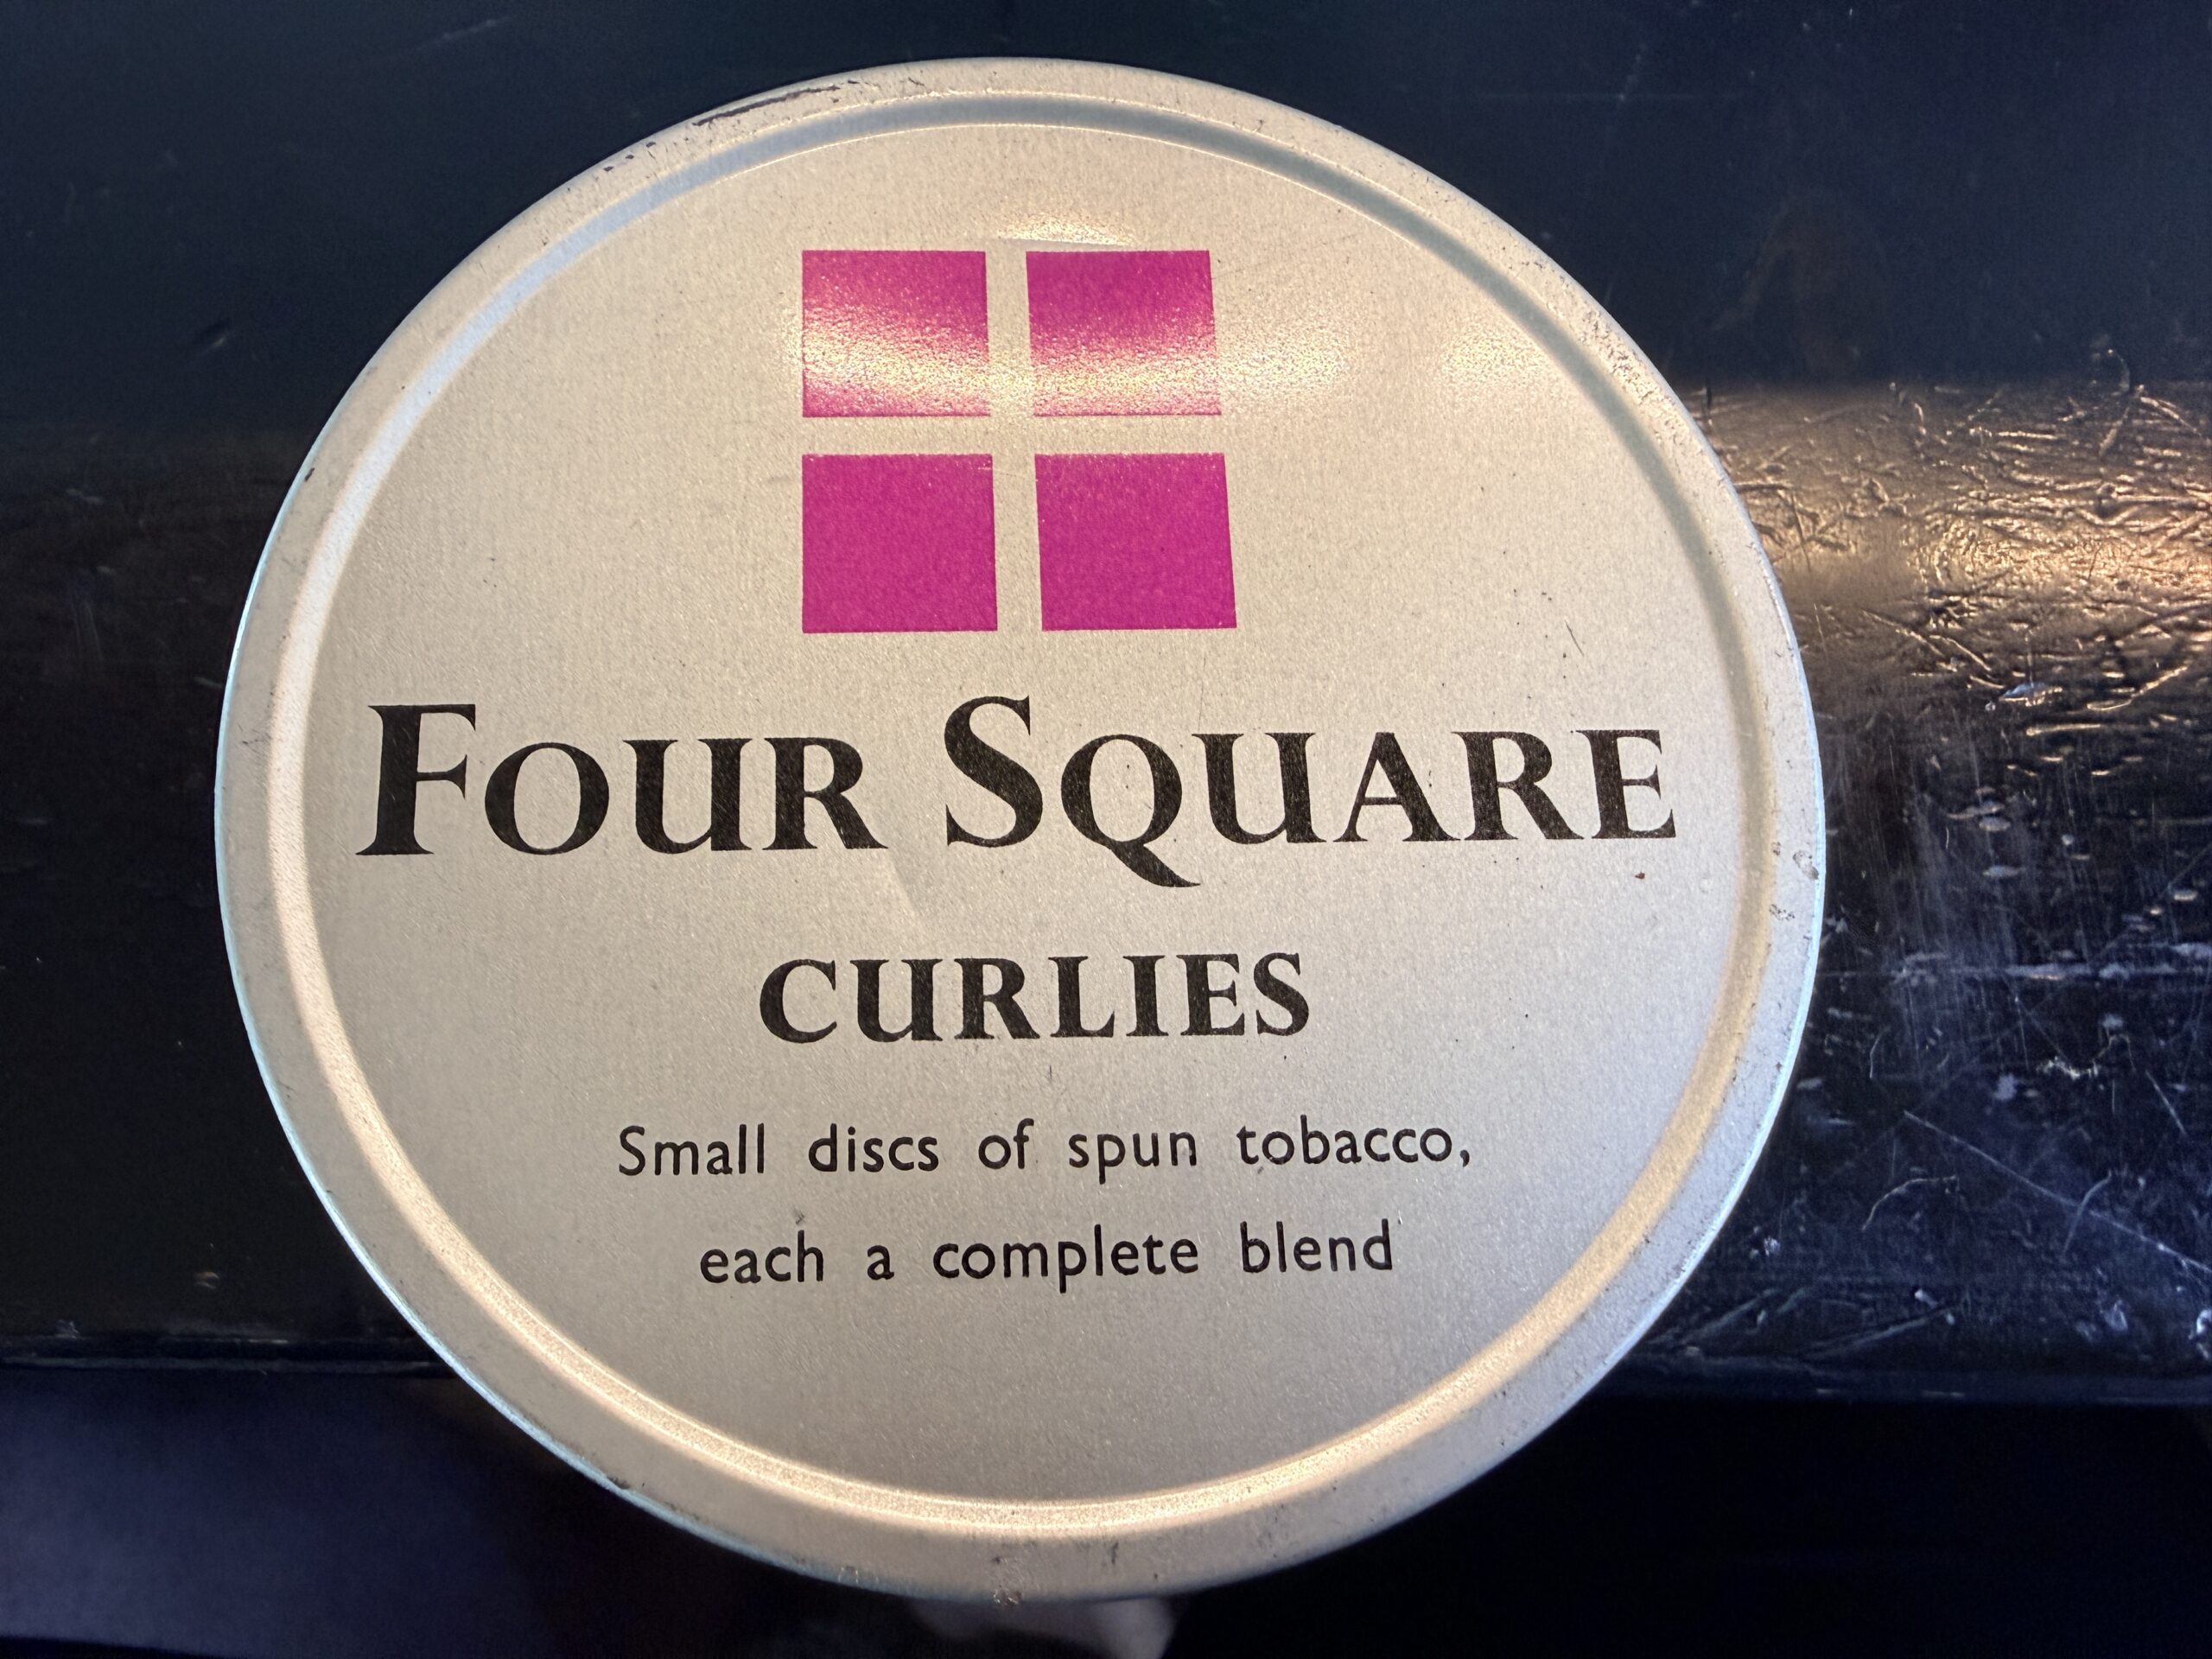 FOUR SQUARE
CURLIES
Small discs of spun tobacco,
each a complete blend